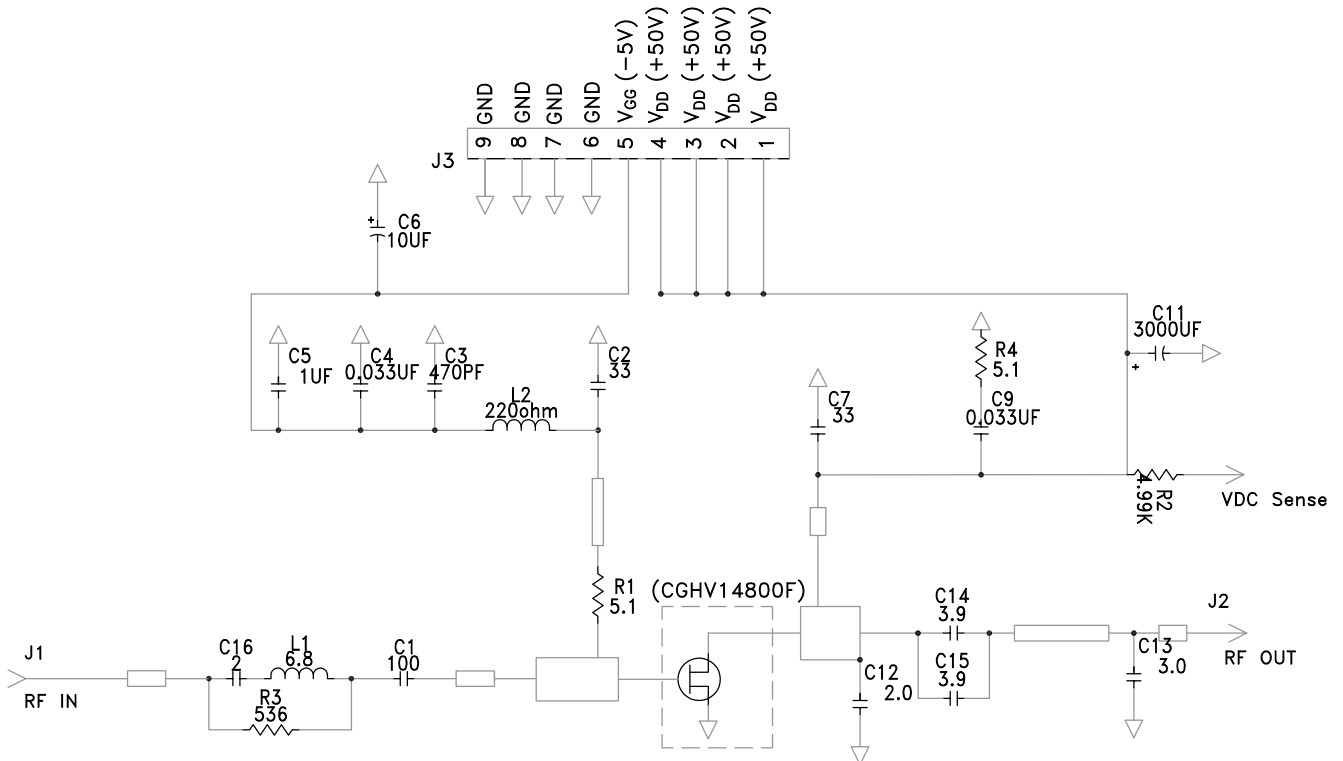 GND
GND
GND
GND
VGG (-5V)
VDD (+50V)
VDD (+50V)
VDD (+50V)
VDD (+50V)
J3
9
8
7
6
5
4
3
2
1
C6
10UF
C11
3000UF
C5
1UF
C4
0.033UF
C3
470PF
C2
33
L2
220ohm
R4
5.1
C7
33
C9
0.033UF
R2
4.99K
VDC Sense
R1
5.1
(CGHV14800F)
C14
3.9
J2
J1
C16
2
L1
6.8
C1
100
RF IN
R3
536
C15
3.9
C12
2.0
C13
3.0
RF OUT